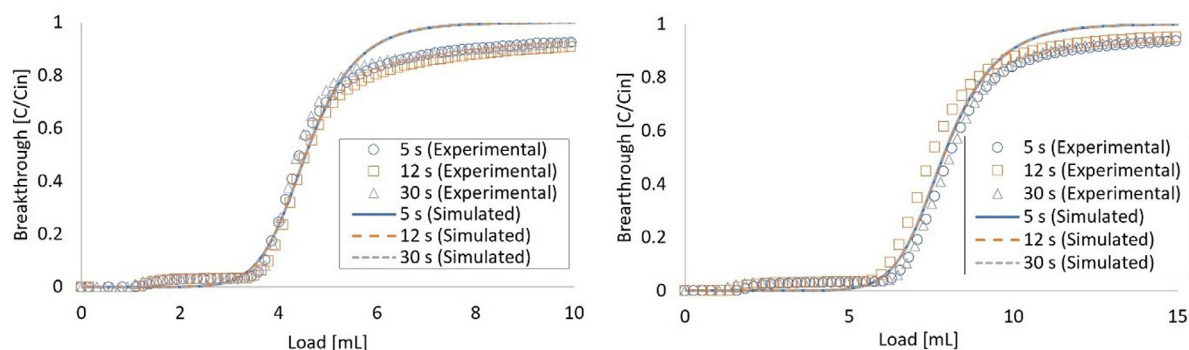 Breakthrough [C/Cin]
1
0.8
0.6
0.4
0.2
0
0 2 4 6 8 10
Load [mL]
5 s (Experimental)
12 s (Experimental)
30 s (Experimental)
5 s (Simulated)
12 s (Simulated)
30 s (Simulated)
Brearthrough [C/Cin]
1
0.8
0.6
0.4
0.2
0
0 5 10 15
Load [mL]
5 s (Experimental)
12 s (Experimental)
30 s (Experimental)
5 s (Simulated)
12 s (Simulated)
30 s (Simulated)